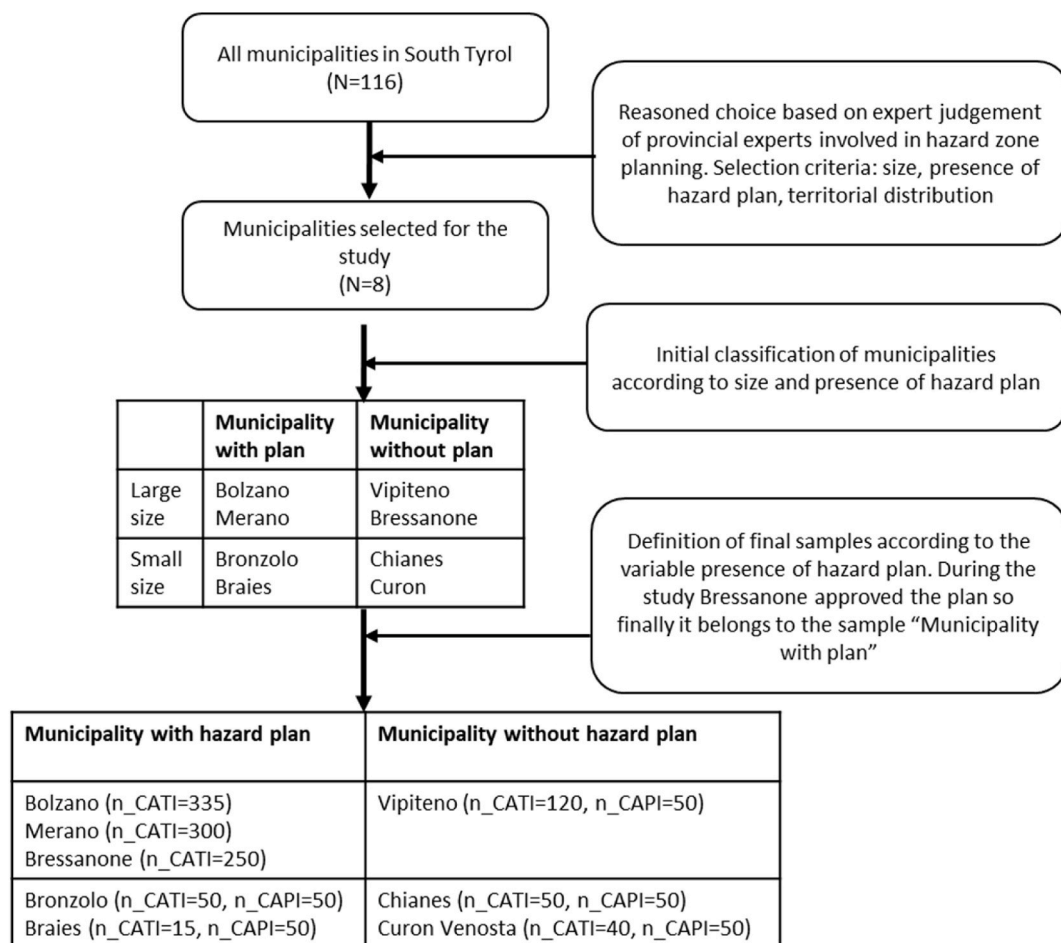 All municipalities in South Tyrol
(N=116)
Reasoned choice based on expert judgement
of provincial experts involved in hazard zone
planning. Selection criteria: size, presence of
hazard plan, territorial distribution
Municipalities selected for the
study
(N=8)
Initial classification of municipalities
according to size and presence of hazard plan
Municipality
with plan
Municipality
without plan
Large
size
Bolzano
Merano
Vipiteno
Bressanone
Small
size
Bronzolo
Braies
Chianes
Curon
Definition of final samples according to the
variable presence of hazard plan. During the
study Bressanone approved the plan so
finally it belongs to the sample “Municipality
with plan”
Municipality with hazard plan
Municipality without hazard plan
Bolzano (n_CATI=335)
Merano (n_CATI=300)
Bressanone (n_CATI=250)
Vipiteno (n_CATI=120, n_CAPI=50)
Bronzolo (n_CATI=50, n_CAPI=50)
Braies (n_CATI=15, n_CAPI=50)
Chianes (n_CATI=50, n_CAPI=50)
Curon Venosta (n_CATI=40, n_CAPI=50)